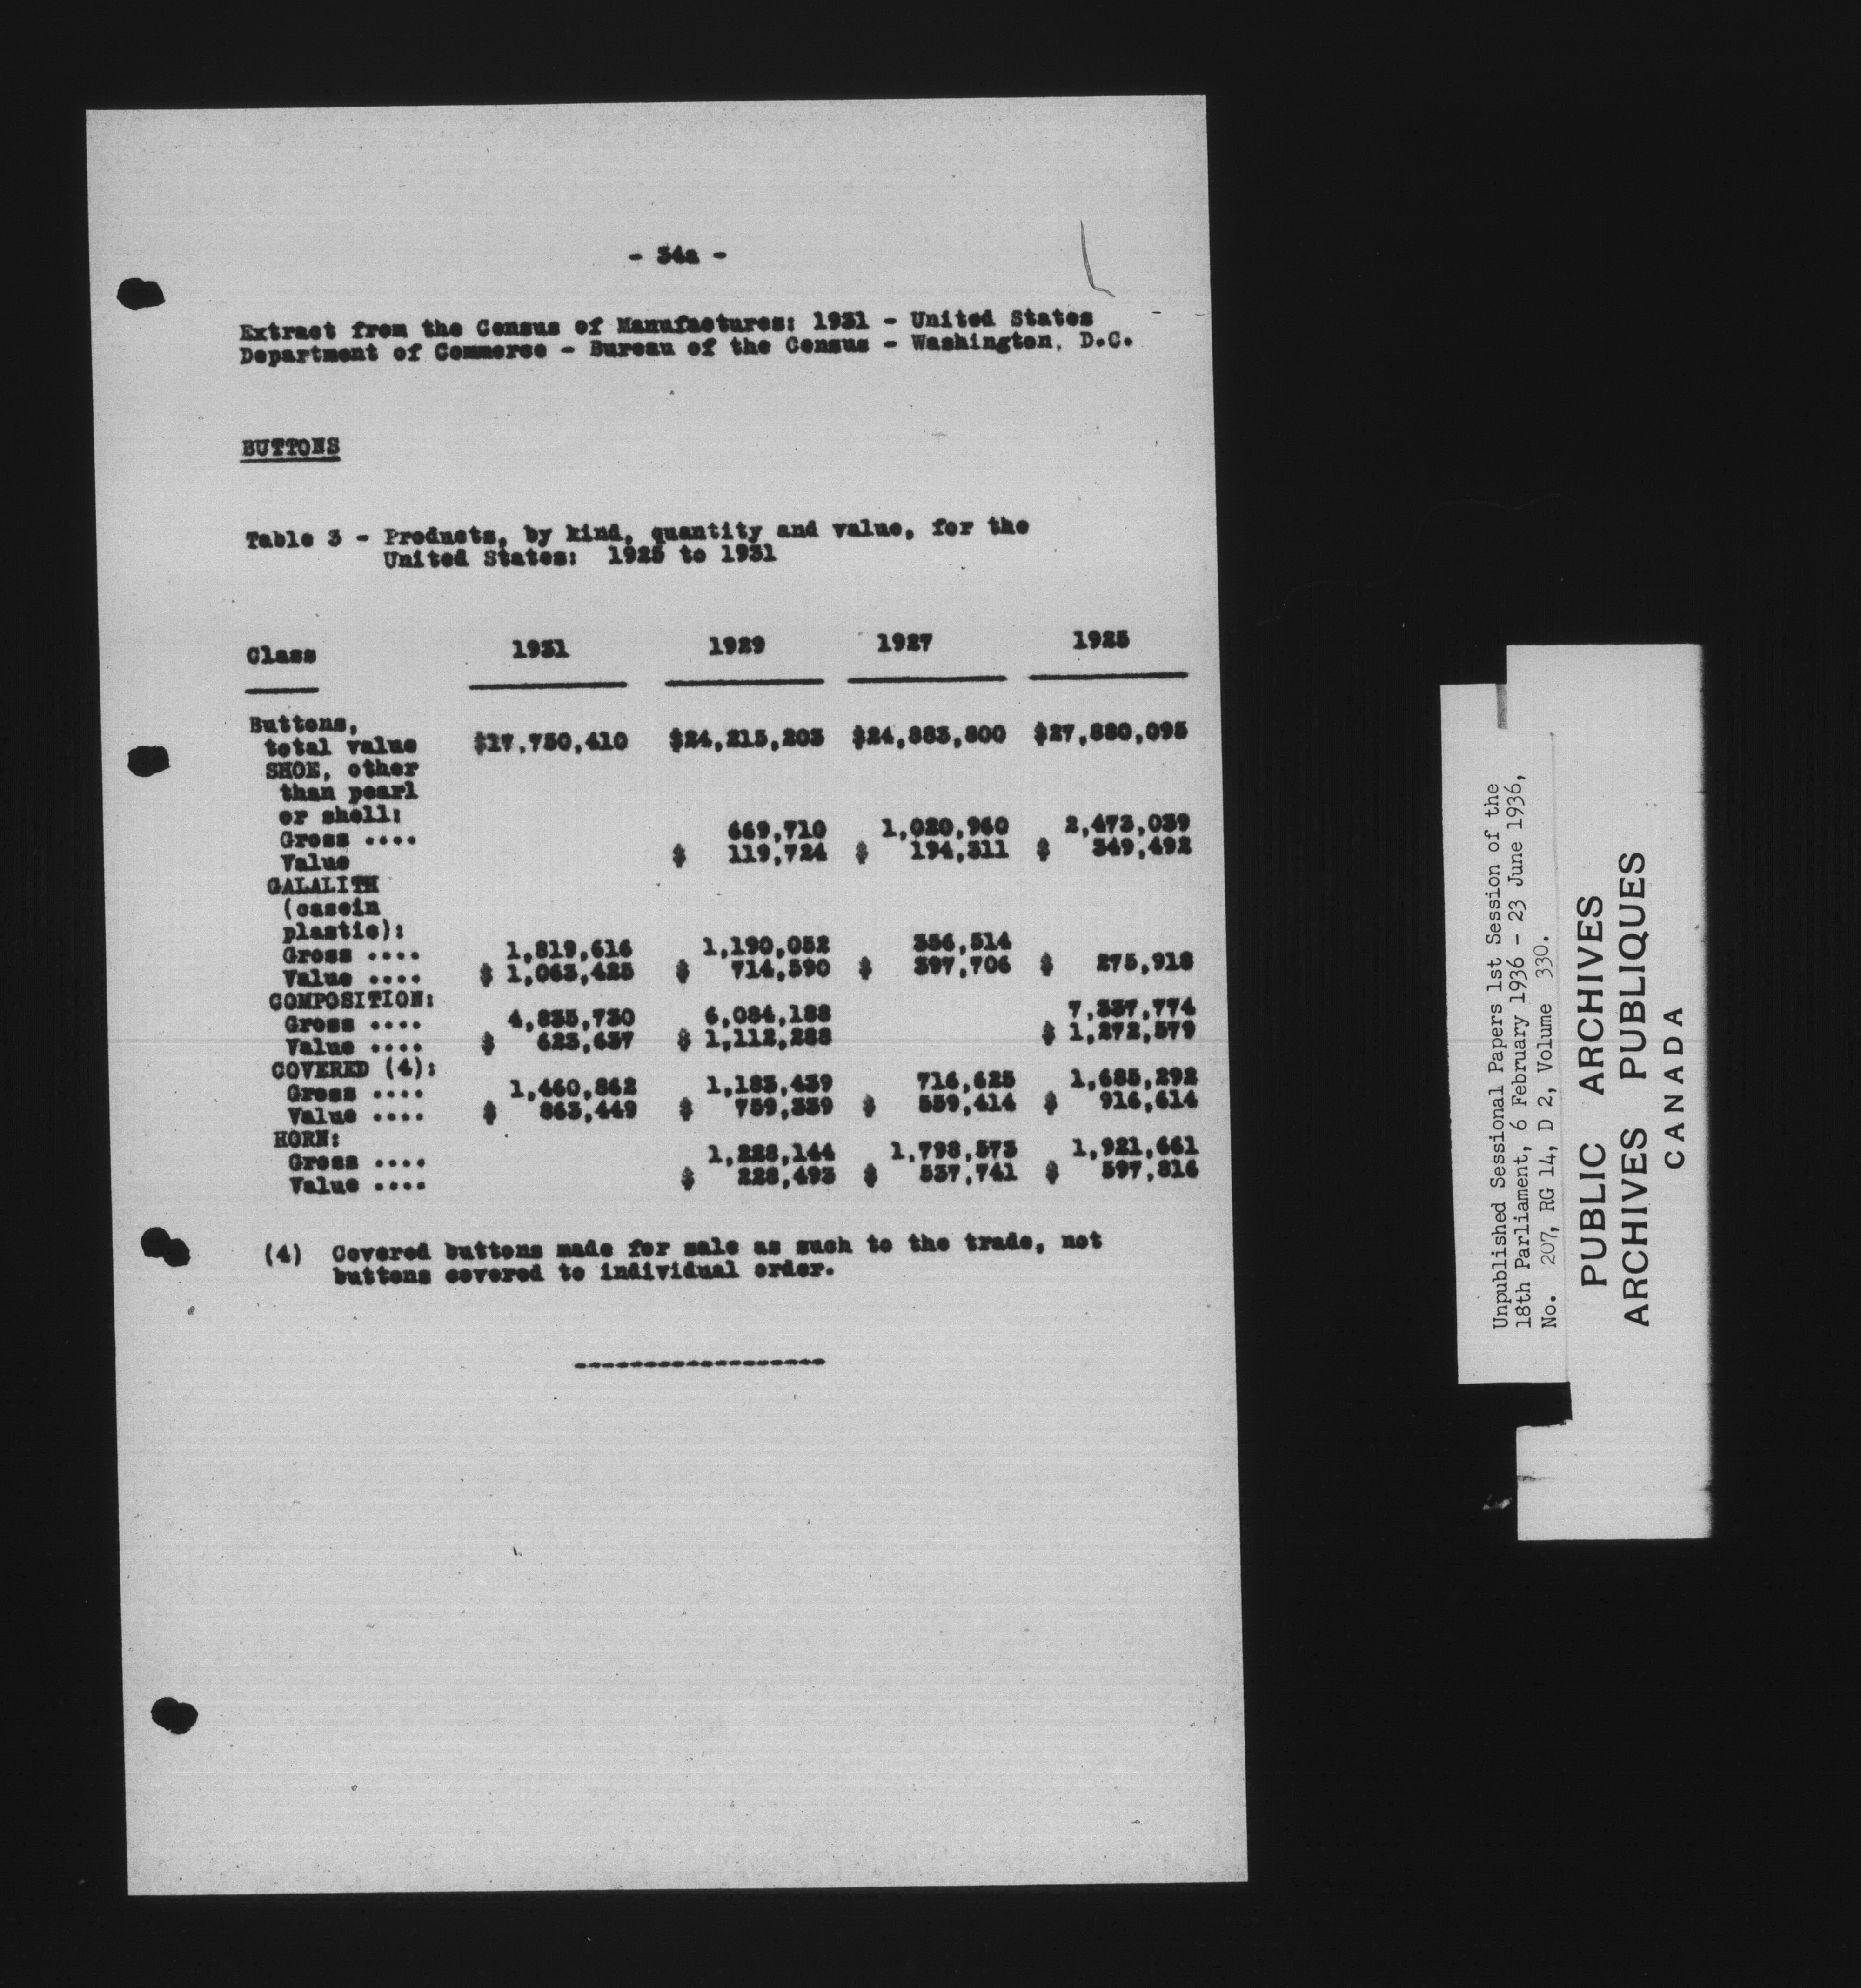 - 34a -
Extract from the Census of Manufactures: 1931 - United States
Department of Commerce - Bureau of the Census - Washington, D.C.
BUTTONS
Table 3 - Products, by kind, quantity and value, for the
United States: 1925 to 1931
Class 1931 1929 1927 1925
Buttons,
total value $17,750,410 $24,215,203 $24,883,800 $27,880,095
SHOE, other
than pearl
or shell:
Gross .... 669,710 1,020,960 2,473,039
Value $ 119,724 $ 194,311 $ 349,492
GALALITH
(casein
plastic):
Gross .... 1,819,616 1,190,052 356,514
Value .... $ 1,063,425 $ 714,590 $ 397,706 $ 275,918
COMPOSITION:
Gross .... 4,835,730 6,084,188 7,337,774
Value .... $ 623,637 $ 1,112,288 $ 1,272,579
COVERED (4):
Gross .... 1,460,862 1,183,439 716,625 1,685,292
Value .... $ 863,449 $ 759,339 $ 559,414 $ 916,614
HORN:
Gross .... 1,228,144 1,798,573 1,921,661
Value .... $ 228,493 $ 537,741 $ 597,816
(4) Covered buttons made for sale as such to the trade, not
buttons covered to individual order.
Unpublished Sessional Papers 1st Session of the
18th Parliament, 6 February 1936 - 23 June 1936,
No. 207, RG 14, D 2, Volume 330.
PUBLIC ARCHIVES
ARCHIVES PUBLIQUES
CANADA